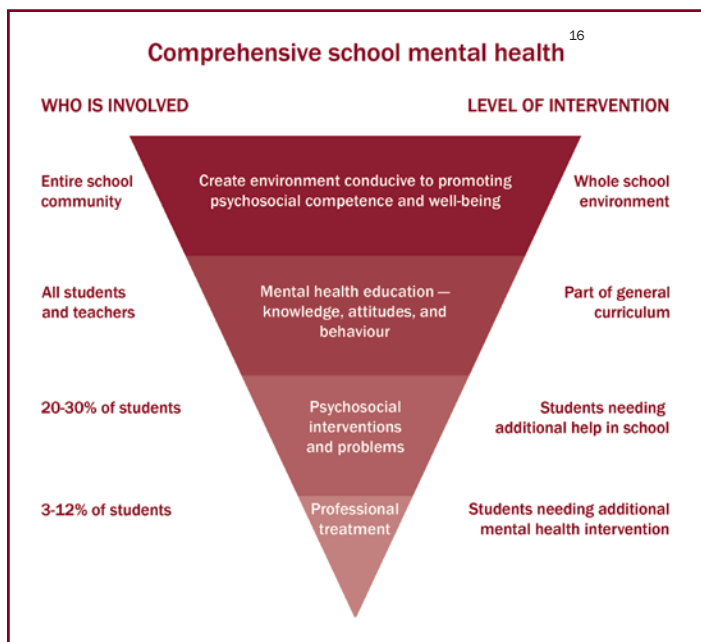 Comprehensive school mental health 16
WHO IS INVOLVED
LEVEL OF INTERVENTION
Entire school
community
Create environment conducive to promoting
psychosocial competence and well-being
Whole school
environment
All students
and teachers
Mental health education —
knowledge, attitudes, and
behaviour
Part of general
curriculum
20-30% of students
Psychosocial
interventions
and problems
Students needing
additional help in school
3-12% of students
Professional
treatment
Students needing additional
mental health intervention